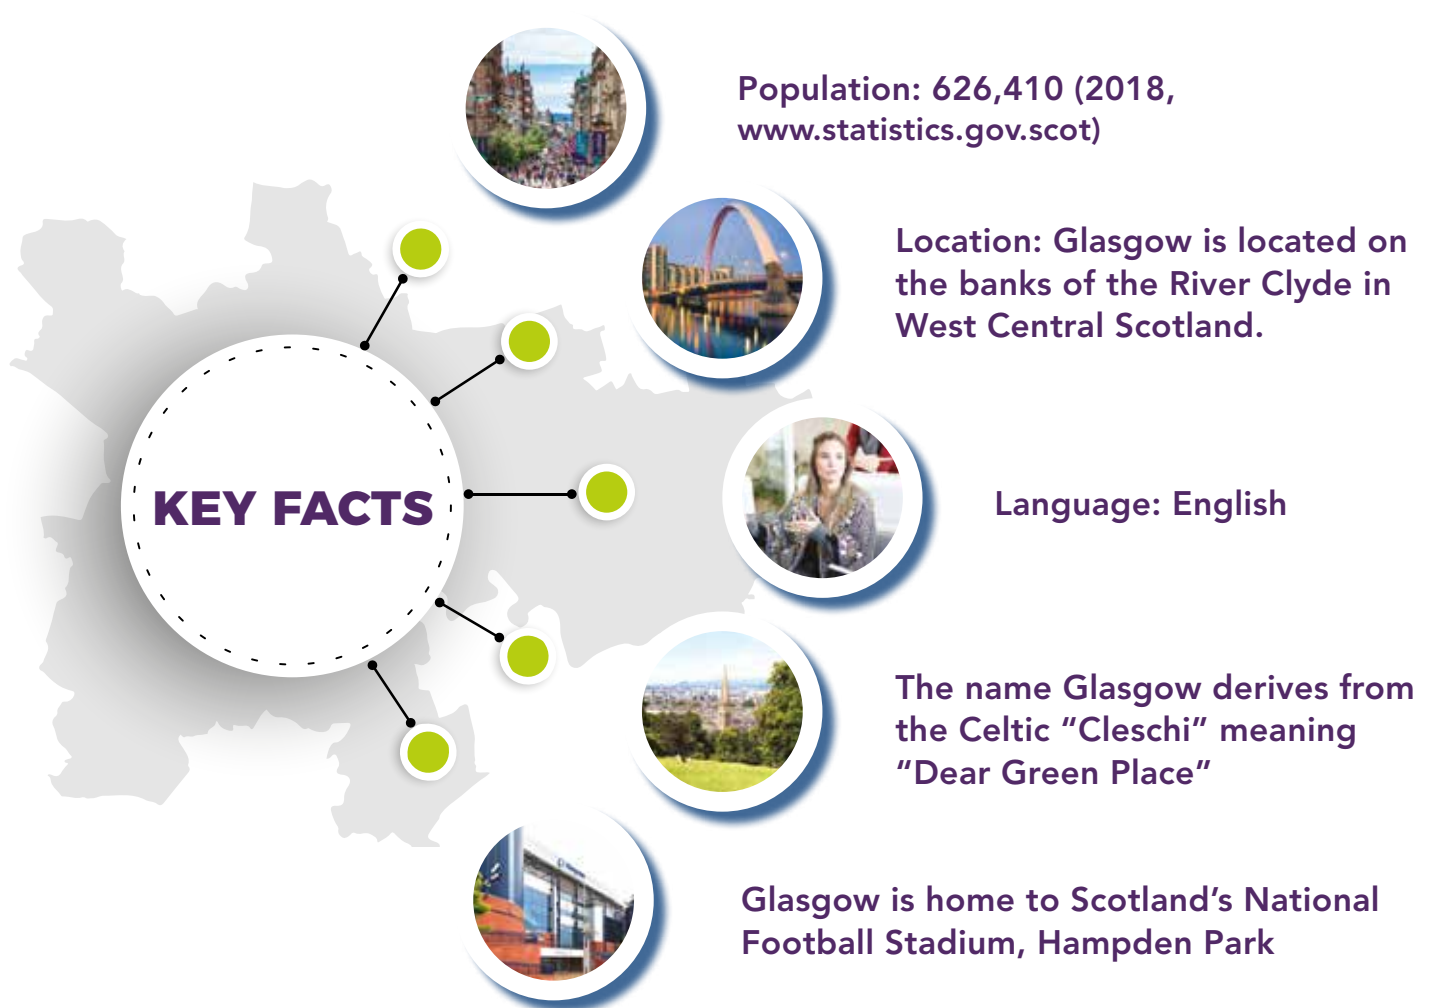 Population: 626,410 (2018,
www.statistics.gov.scot)
Location: Glasgow is located on
the banks of the River Clyde in
West Central Scotland.
KEY FACTS
Language: English
The name Glasgow derives from
the Celtic “Cleschi” meaning
“Dear Green Place”
Glasgow is home to Scotland’s National
Football Stadium, Hampden Park